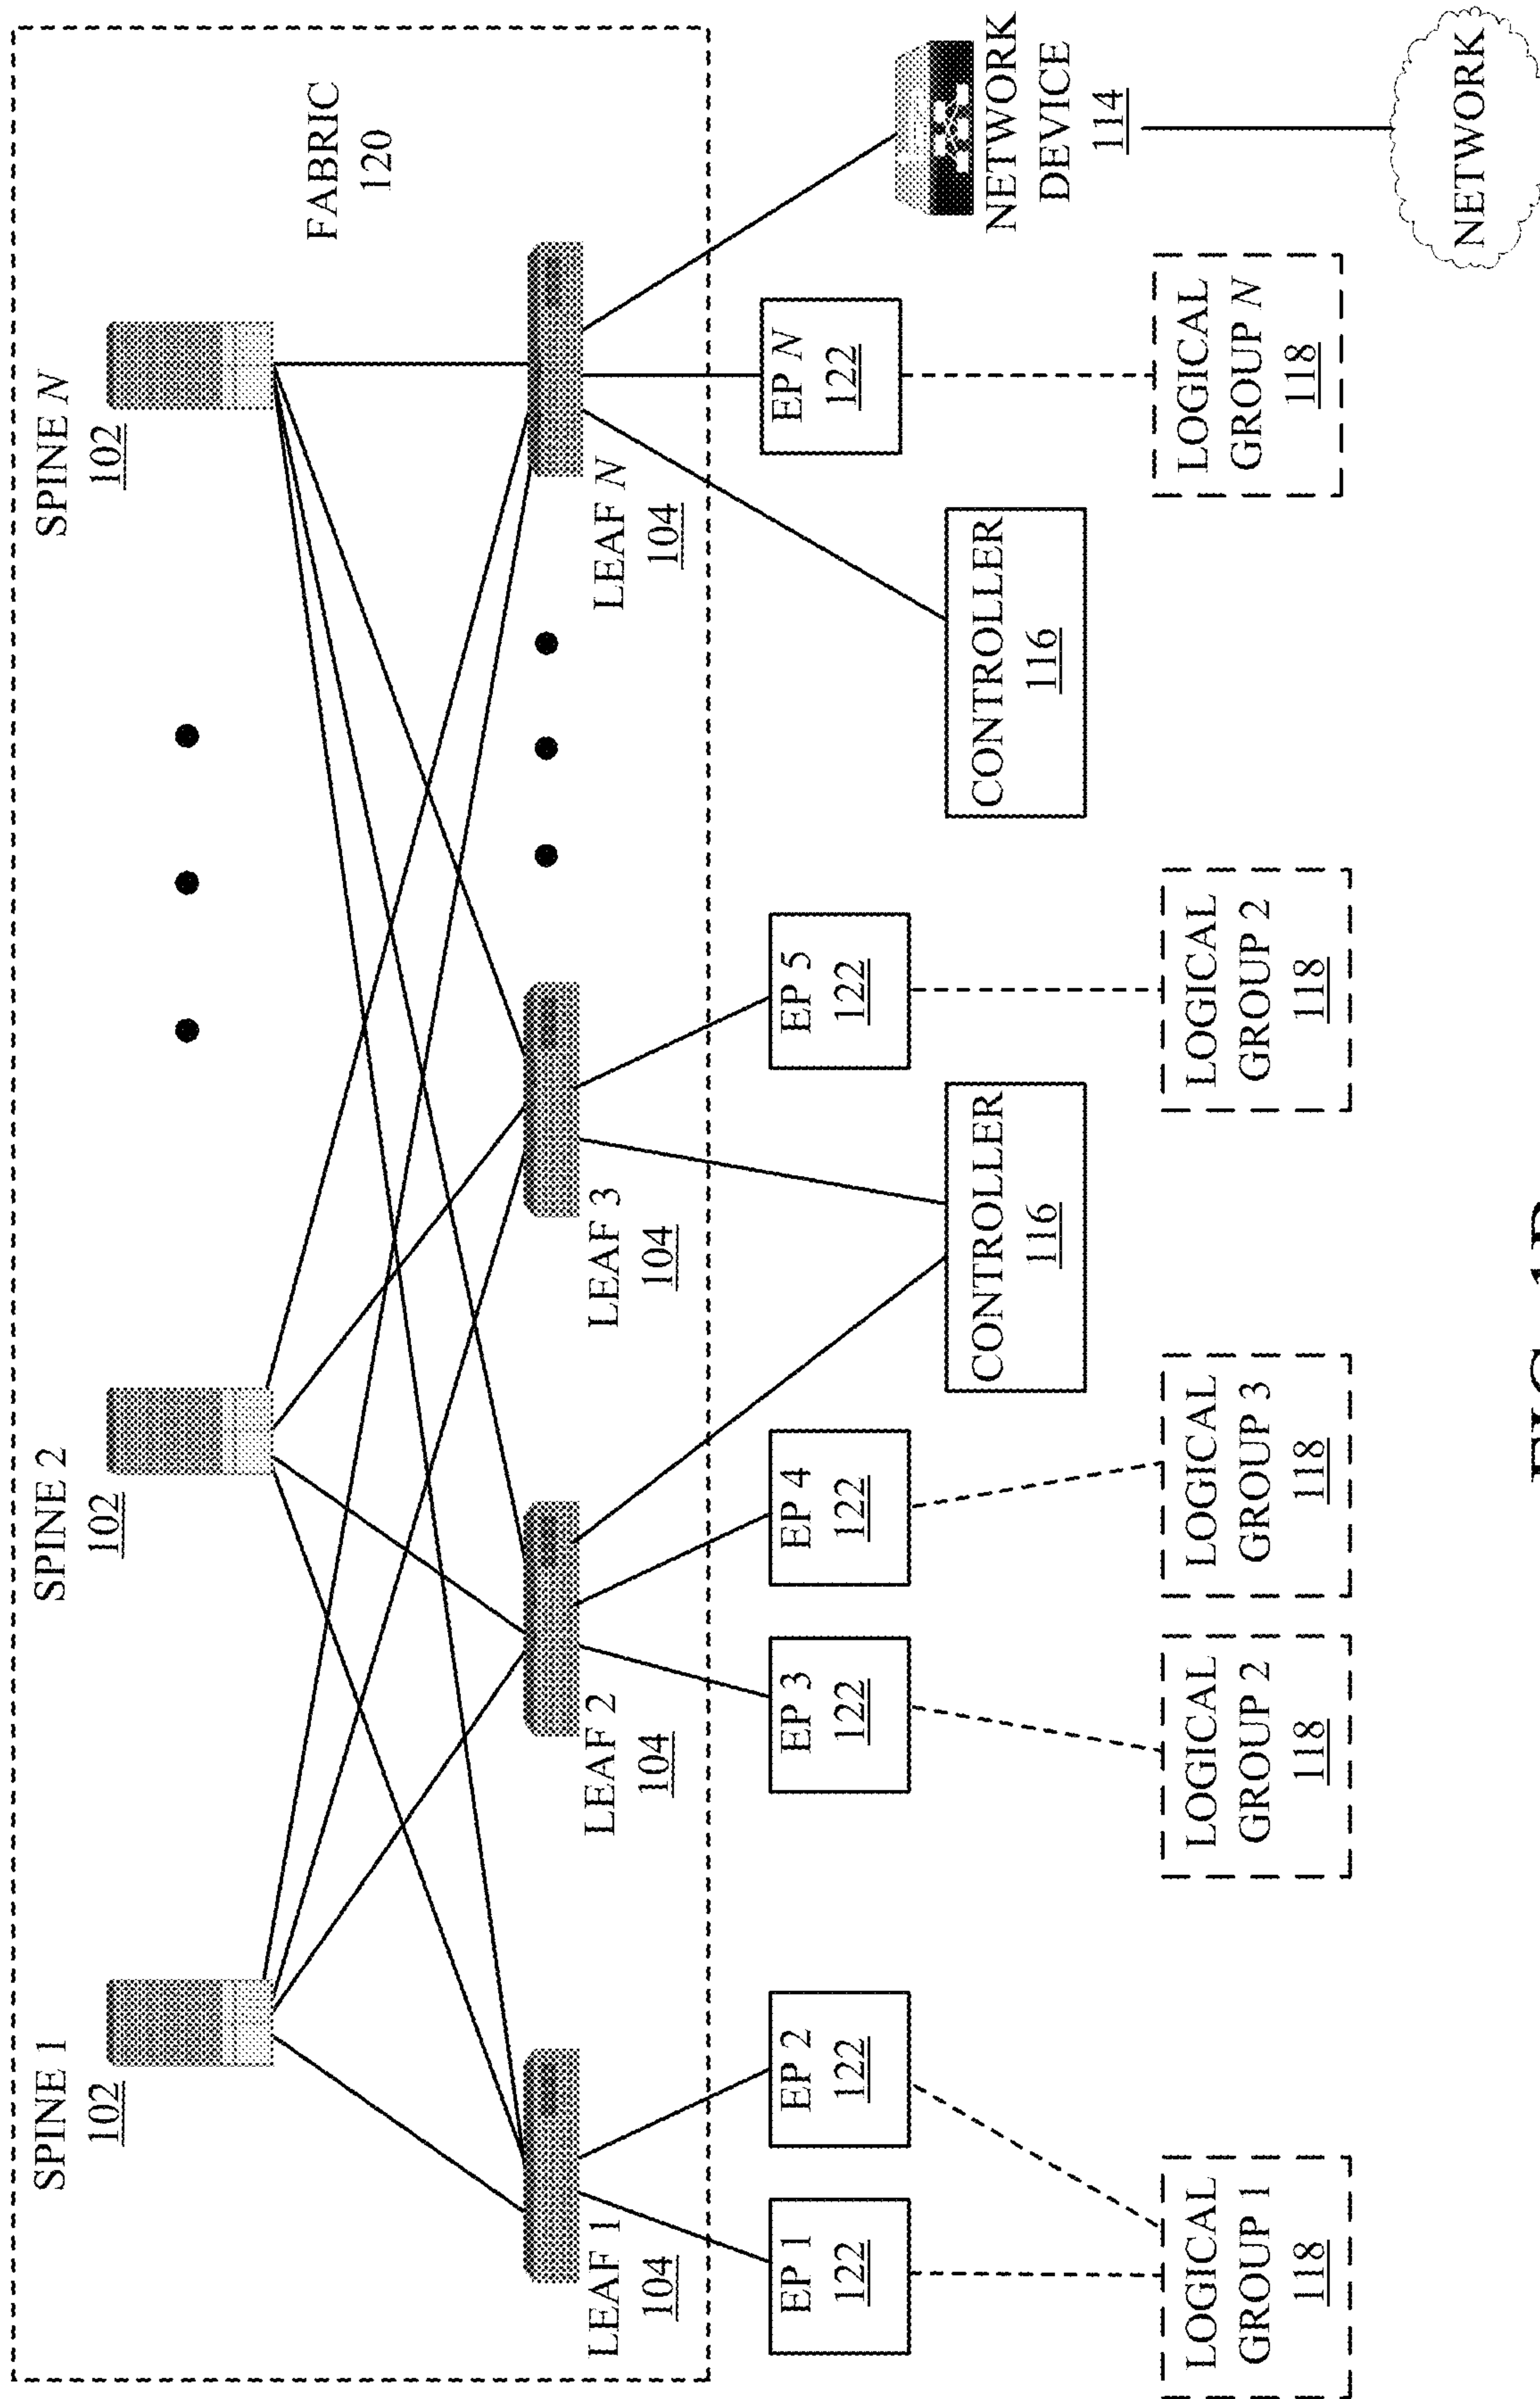 SPINE 1
102
SPINE 2
102
SPINE N
102
FABRIC
120
LEAF 1
104
LEAF 2
104
LEAF 3
104
LEAF N
104
EP 1
122
EP 2
122
EP 3
122
EP 4
122
EP 5
122
EP N
122
CONTROLLER
116
CONTROLLER
116
NETWORK
DEVICE
114
LOGICAL
GROUP 1
118
LOGICAL
GROUP 2
118
LOGICAL
GROUP 3
118
LOGICAL
GROUP 2
118
LOGICAL
GROUP N
118
NETWORK